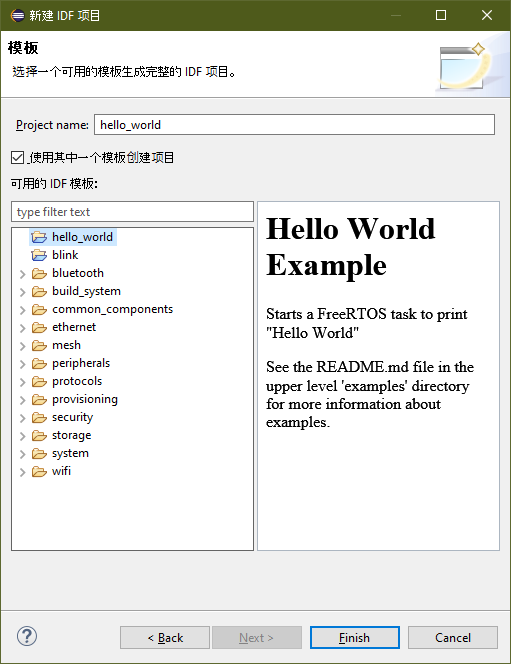 新建 IDF 项目
模板
选择一个可用的模板生成完整的 IDF 项目。
Project name: hello_world
使用其中一个模板创建项目
可用的 IDF 模板:
type filter text
hello_world
blink
bluetooth
build_system
common_components
ethernet
mesh
peripherals
protocols
provisioning
security
storage
system
wifi
Hello World
Example
Starts a FreeRTOS task to print
"Hello World"
See the README.md file in the
upper level 'examples' directory
for more information about
examples.
?
< Back
Next >
Finish
Cancel